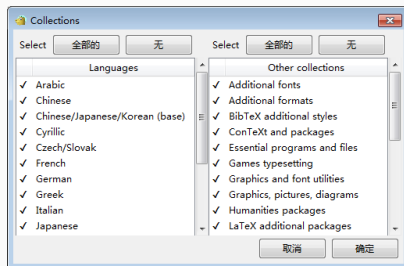 Collections
Select 全部的 无 Select 全部的 无
Languages
✓ Arabic
✓ Chinese
✓ Chinese/Japanese/Korean (base)
✓ Cyrillic
✓ Czech/Slovak
✓ French
✓ German
✓ Greek
✓ Italian
✓ Japanese
Other collections
✓ Additional fonts
✓ Additional formats
✓ BibTeX additional styles
✓ ConTeXt and packages
✓ Essential programs and files
✓ Games typesetting
✓ Graphics and font utilities
✓ Graphics, pictures, diagrams
✓ Humanities packages
✓ LaTeX additional packages
取消 确定